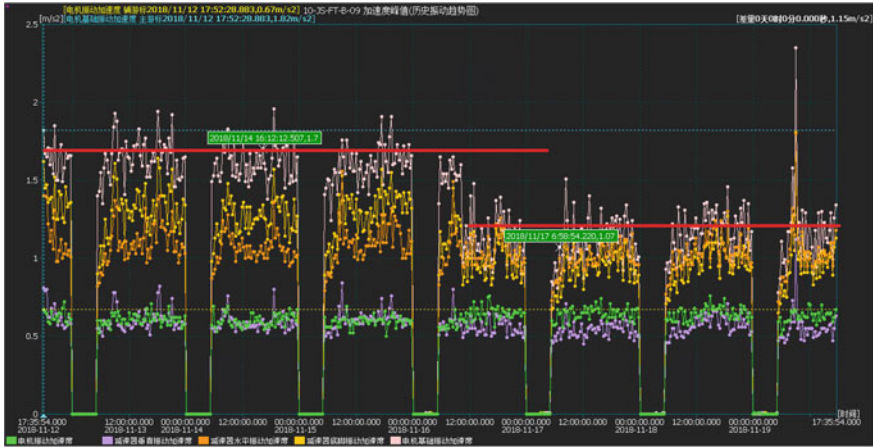 [电机振动加速度 辅游标2018/11/12 17:52:28.883,0.67m/s2] 10-JS-FT-B-09 加速度峰值(历史振动趋势图)
[m/s2][电机基础振动加速度 主游标2018/11/12 17:52:28.883,1.82m/s2] [差量0天0时0分0.000秒,1.15m/s2]
2.5
2
2018/11/14 16:12:12.507,1.7
1.5
2018/11/17 6:58:54.220,1.07
1
0.5
0 [时间]
17:35:54.000 12:00:00.000 00:00:00.000 12:00:00.000 00:00:00.000 12:00:00.000 00:00:00.000 12:00:00.000 00:00:00.000 12:00:00.000 00:00:00.000 12:00:00.000 00:00:00.000 17:35:54.000
2018-11-12 2018-11-13 2018-11-14 2018-11-15 2018-11-16 2018-11-17 2018-11-18 2018-11-19
电机振动加速度 减速器垂直振动加速度 减速器水平振动加速度 减速器底脚振动加速度 电机基础振动加速度